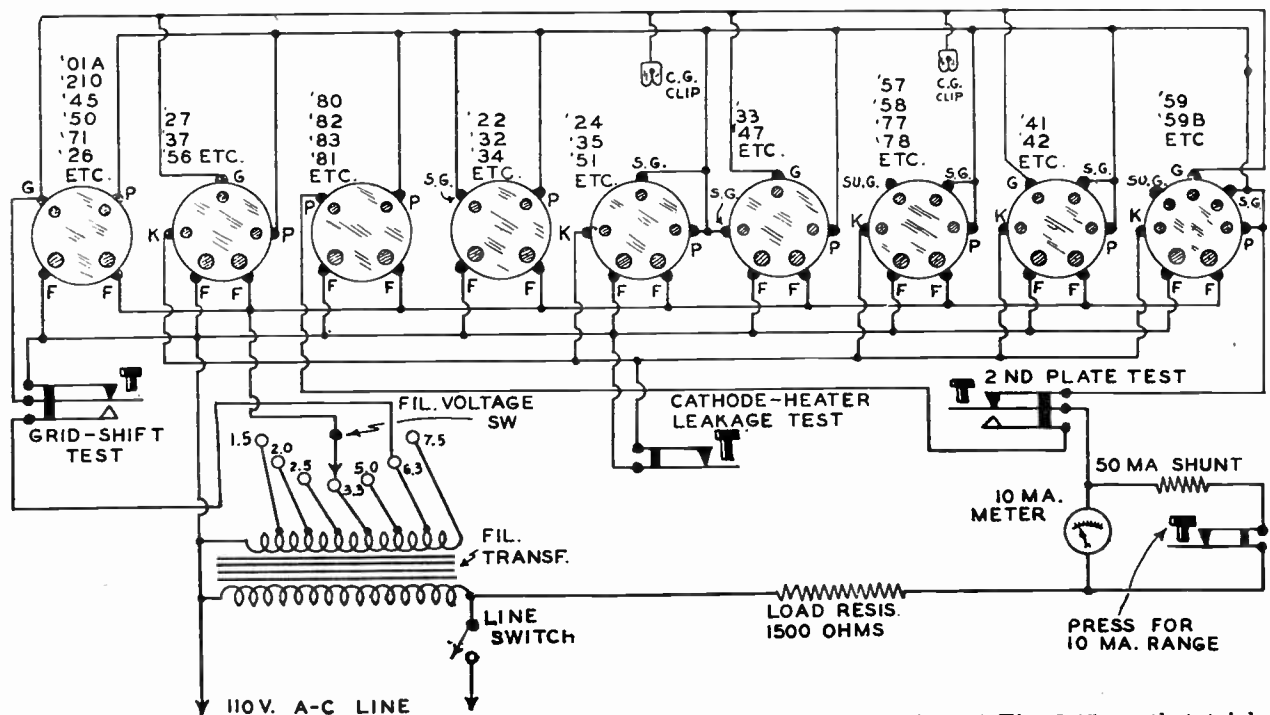 '01A
'210
'45
'50
'71
'26
ETC.
'27
'37
'56 ETC.
'80
'82
'83
'81
ETC.
'22
'32
'34
ETC.
'24
'35
'51
ETC.
C.G.
CLIP
'33
'47
ETC.
'57
'58
'77
'78
C.G.
CLIP
'41
'42
ETC.
'59
'59B
ETC
G
P
F
F
G
K
P
F
F
P
P
F
F
S.G.
P
F
F
S.G.
K
P
F
F
G
S.G.
P
F
F
SU.G.
S.G.
K
P
F
F
G
S.G.
K
P
F
F
G
SU.G.
S.G.
K
P
F
F
GRID-SHIFT
TEST
FIL. VOLTAGE
SW
1.5
2.0
2.5
3.3
5.0
6.3
7.5
CATHODE-HEATER
LEAKAGE TEST
2ND PLATE TEST
50 MA SHUNT
10 MA.
METER
FIL.
TRANSF.
LOAD RESIS.
1500 OHMS
LINE
SWITCH
PRESS FOR
10 MA. RANGE
110 V. A-C LINE